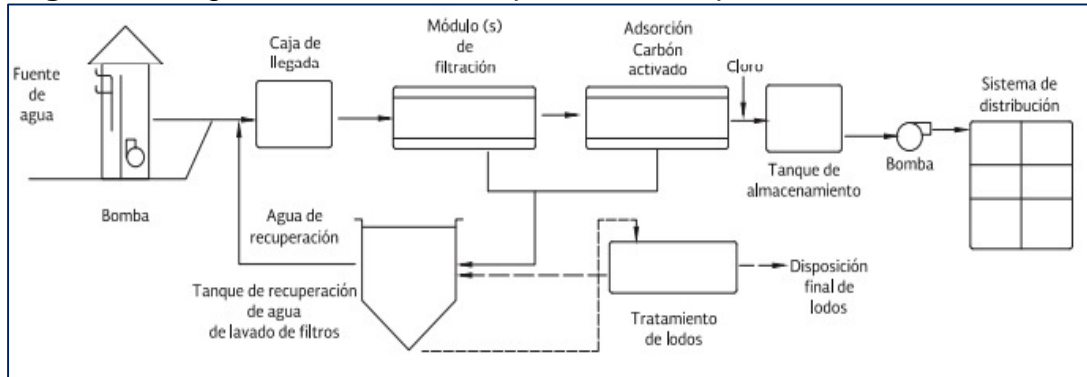 Fuente
de
agua
Bomba
Caja de
llegada
Módulo (s)
de
filtración
Adsorción
Carbón
activado
Cloro
Tanque de
almacenamiento
Bomba
Sistema de
distribución
Agua de
recuperación
Tanque de recuperación
de agua
de lavado de filtros
Tratamiento
de lodos
Disposición
final de
lodos